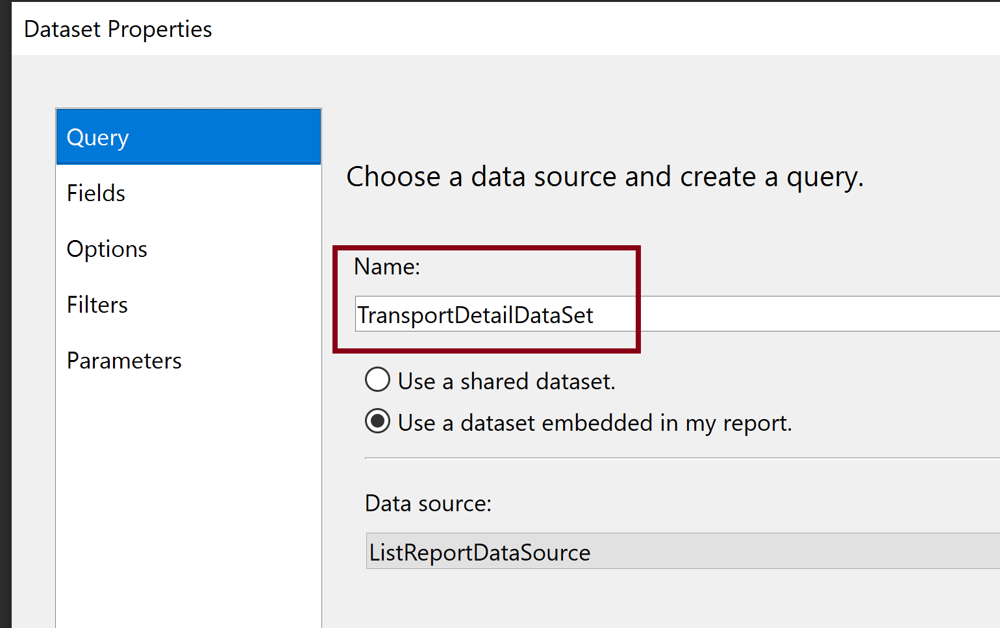 Dataset Properties
Query
Fields
Options
Filters
Parameters
Choose a data source and create a query.
Name:
TransportDetailDataSet
Use a shared dataset.
Use a dataset embedded in my report.
Data source:
ListReportDataSource